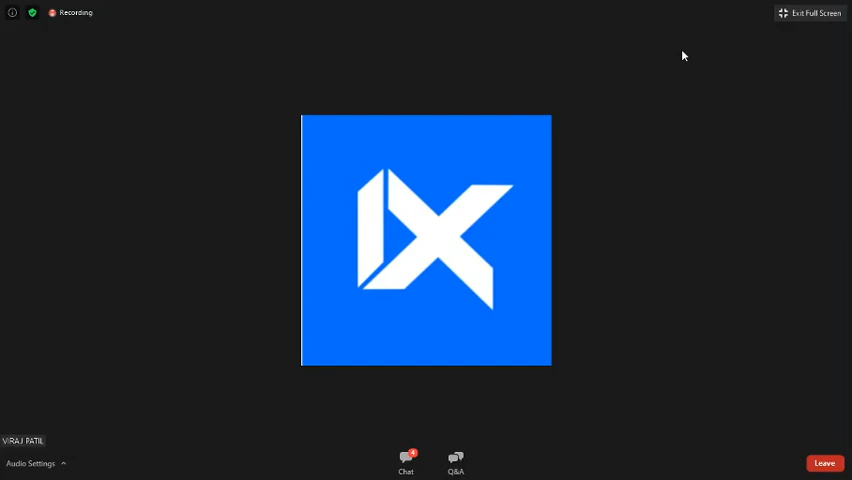 Recording
Exit Full Screen
VIRAJ PATIL
Audio Settings
4
Chat
Q&A
Leave